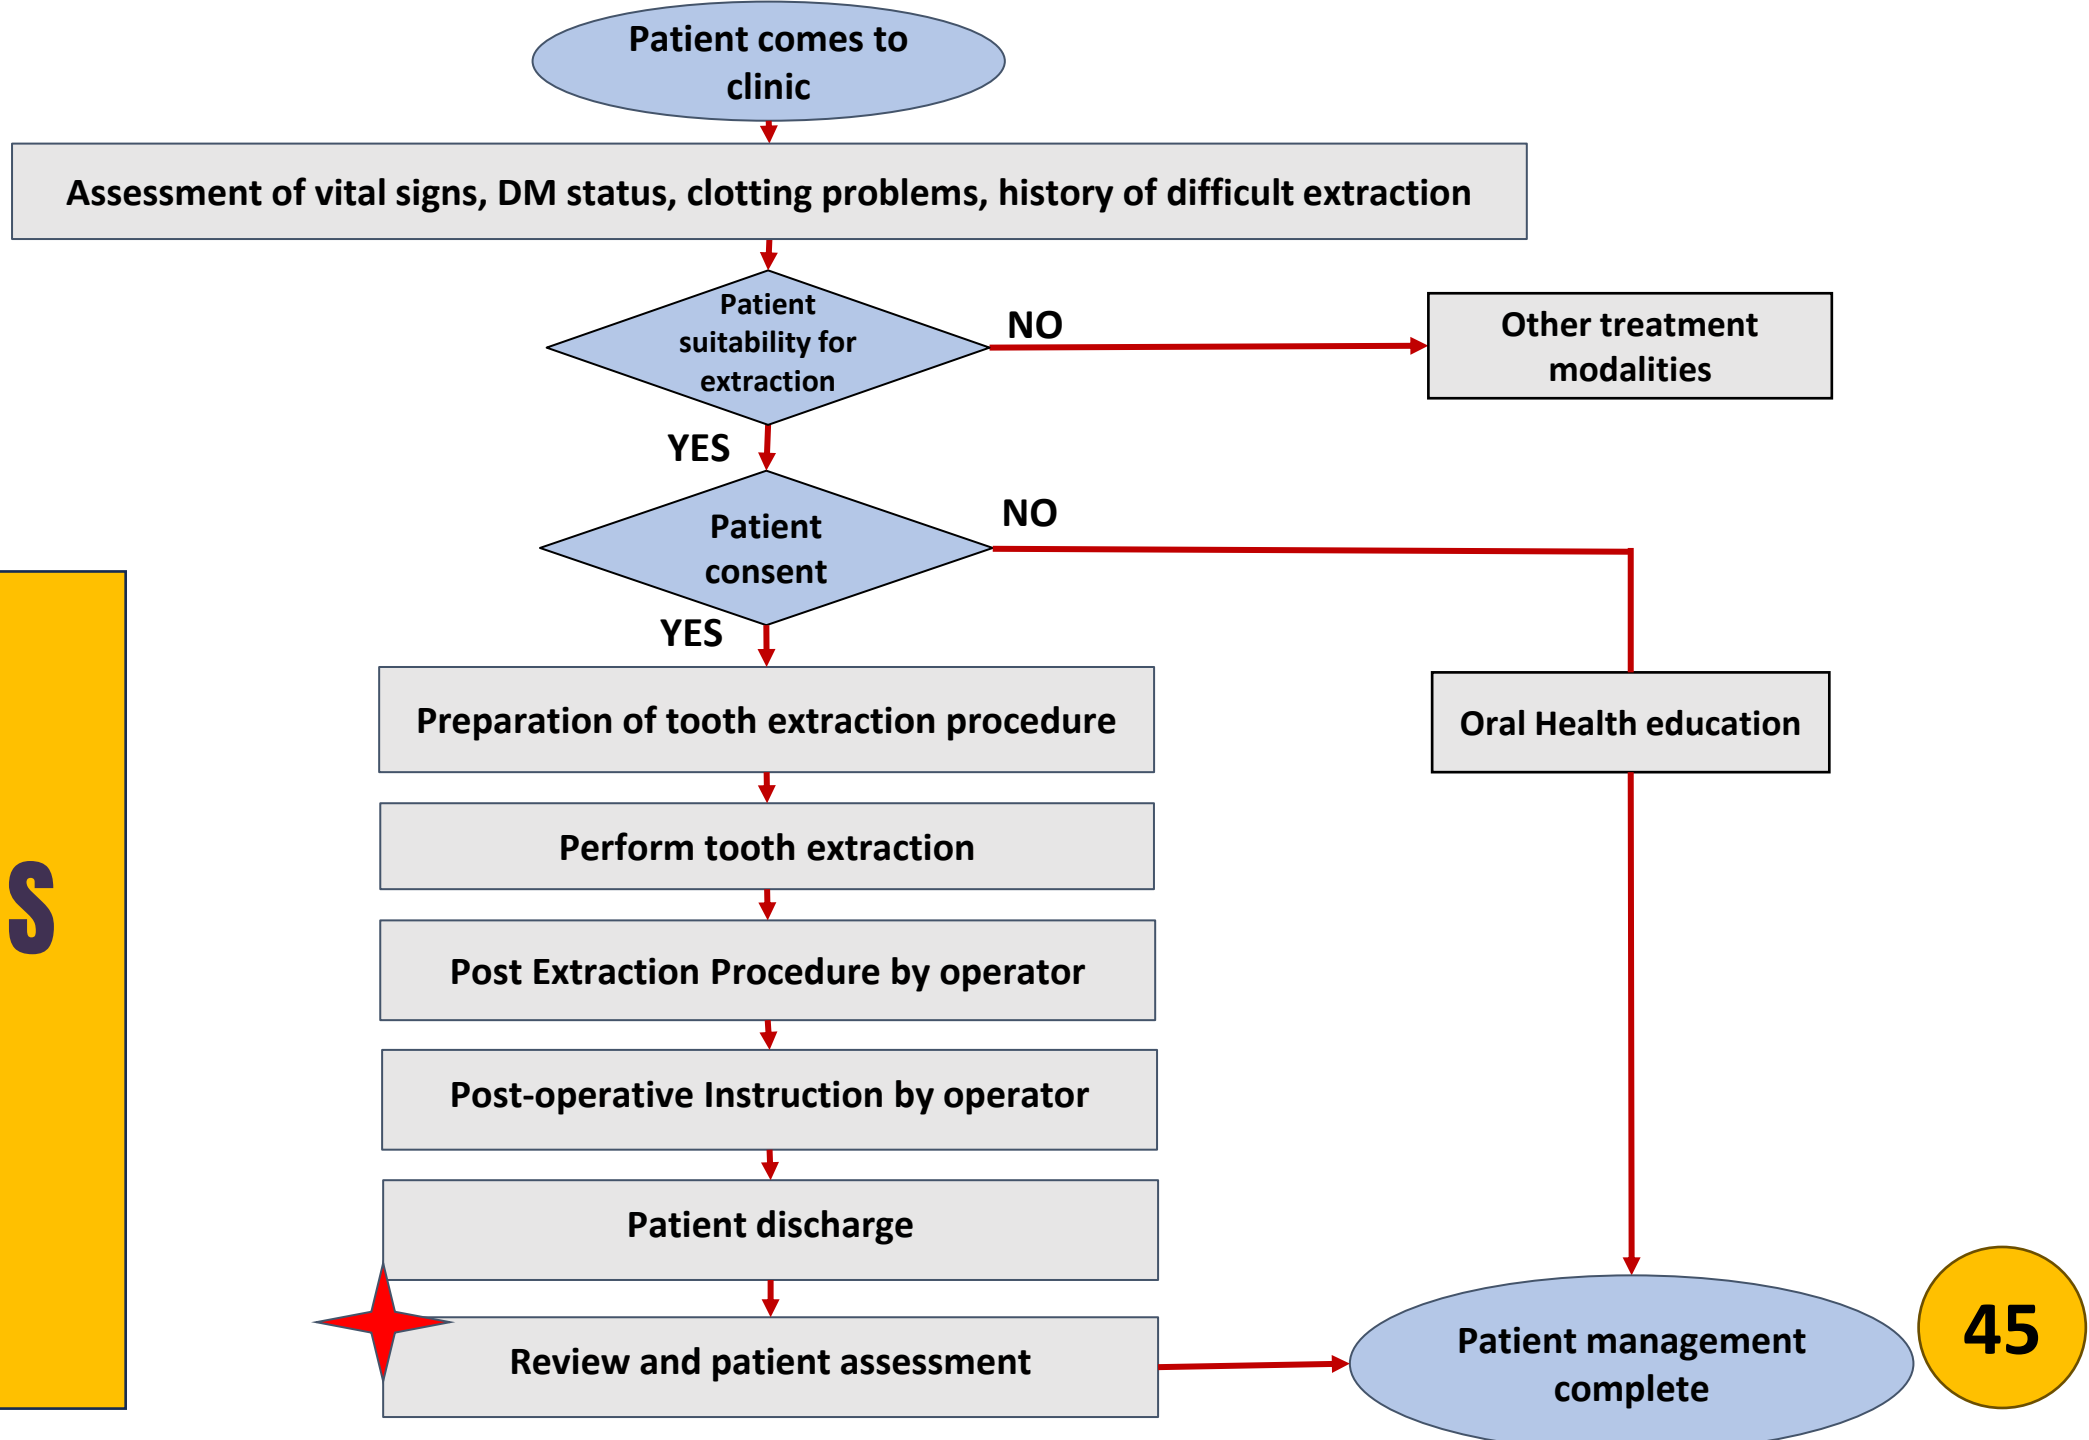 Patient comes to
clinic
Assessment of vital signs, DM status, clotting problems, history of difficult extraction
Patient
suitability for
extraction
NO
Other treatment
modalities
YES
Patient
consent
NO
YES
Preparation of tooth extraction procedure
Oral Health education
Perform tooth extraction
S
Post Extraction Procedure by operator
Post-operative Instruction by operator
Patient discharge
Review and patient assessment
Patient management
complete
45